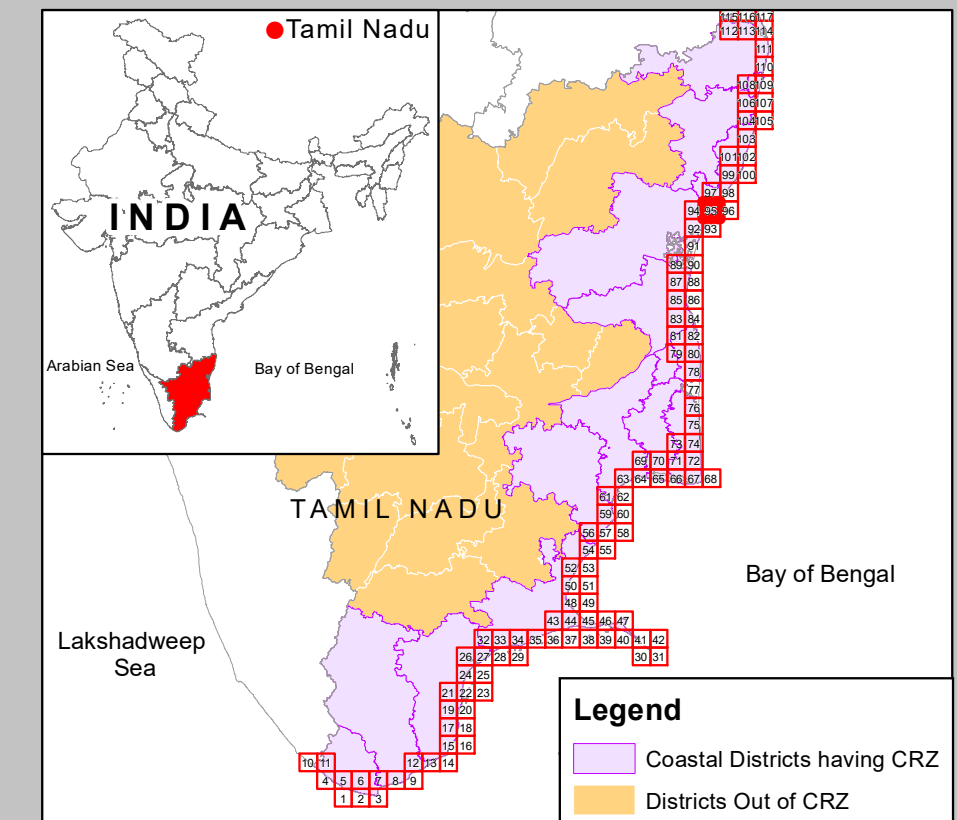 Tamil Nadu
INDIA
Arabian Sea
Bay of Bengal
115 116 117
112 113 114
111
110
108 109
106 107
104 105
103
101 102
99 100
97 98
94 95 96
92 93
91
89 90
87 88
85 86
83 84
81 82
79 80
78
77
76
75
73 74
69 70 71 72
63 64 65 66 67 68
61 62
TAMIL NADU
59 60
56 57 58
54 55
52 53
Bay of Bengal
50 51
48 49
43 44 45 46 47
Lakshadweep
Sea
32 33 34 35 36 37 38 39 40 41 42
26 27 28 29 30 31
24 25
21 22 23
19 20
17 18
15 16
10 11 12 13 14
4 5 6 7 8 9
1 2 3
Legend
Coastal Districts having CRZ
Districts Out of CRZ